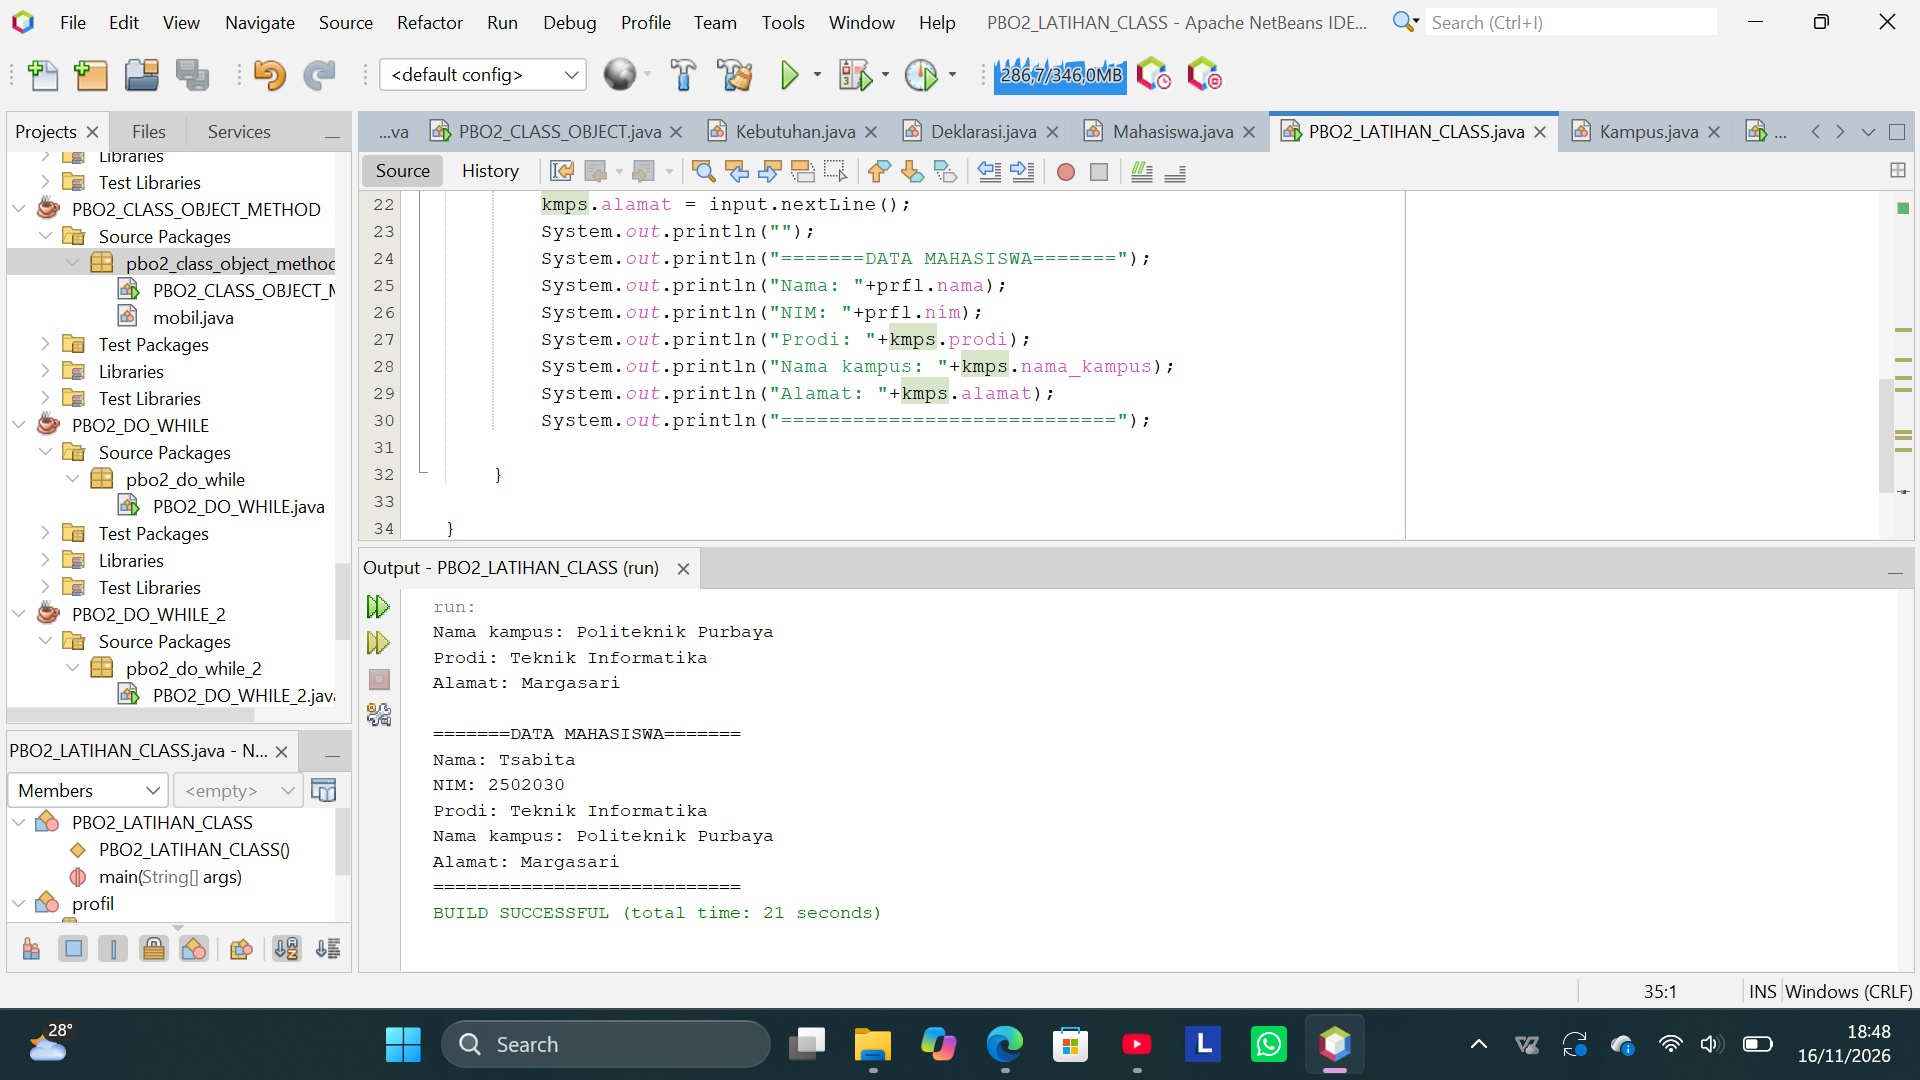 File Edit View Navigate Source Refactor Run Debug Profile Team Tools Window Help PBO2_LATIHAN_CLASS - Apache NetBeans IDE... Search (Ctrl+I)
<default config> 286,7/346,0MB
Projects Files Services
Libraries
Test Libraries
PBO2_CLASS_OBJECT_METHOD
Source Packages
pbo2_class_object_method
PBO2_CLASS_OBJECT_M
mobil.java
Test Packages
Libraries
Test Libraries
PBO2_DO_WHILE
Source Packages
pbo2_do_while
PBO2_DO_WHILE.java
Test Packages
Libraries
Test Libraries
PBO2_DO_WHILE_2
Source Packages
pbo2_do_while_2
PBO2_DO_WHILE_2.java
PBO2_LATIHAN_CLASS.java - N...
Members <empty>
PBO2_LATIHAN_CLASS
PBO2_LATIHAN_CLASS()
main(String[] args)
profil
...va PBO2_CLASS_OBJECT.java Kebutuhan.java Deklarasi.java Mahasiswa.java PBO2_LATIHAN_CLASS.java Kampus.java ...
Source History
22 kmps.alamat = input.nextLine();
23 System.out.println("");
24 System.out.println("=======DATA MAHASISWA=======");
25 System.out.println("Nama: "+prfl.nama);
26 System.out.println("NIM: "+prfl.nim);
27 System.out.println("Prodi: "+kmps.prodi);
28 System.out.println("Nama kampus: "+kmps.nama_kampus);
29 System.out.println("Alamat: "+kmps.alamat);
30 System.out.println("============================");
31
32 }
33
34 }
Output - PBO2_LATIHAN_CLASS (run)
run:
Nama kampus: Politeknik Purbaya
Prodi: Teknik Informatika
Alamat: Margasari
=======DATA MAHASISWA=======
Nama: Tsabita
NIM: 2502030
Prodi: Teknik Informatika
Nama kampus: Politeknik Purbaya
Alamat: Margasari
============================
BUILD SUCCESSFUL (total time: 21 seconds)
35:1 INS Windows (CRLF)
28°
Search
L
18:48
16/11/2026